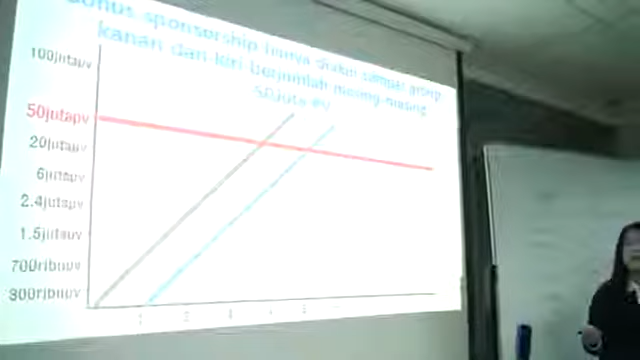 Bonus sponsorship hanya diukur sampai group
kanan dan kiri berjumlah masing-masing
50juta PV
100jutapv
50jutapv
20jutapv
6jutapv
2.4jutapv
1.5jutapv
700ribupv
300ribupv